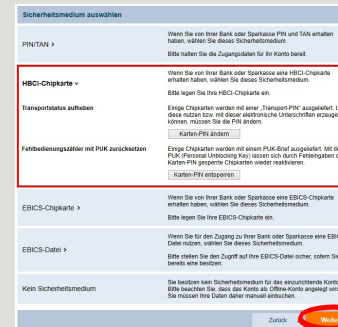 Sicherheitsmedium auswählen
PIN/TAN >
Wenn Sie von Ihrer Bank oder Sparkasse PIN und TAN erhalten
haben, wählen Sie dieses Sicherheitsmedium.
Bitte halten Sie die Zugangsdaten für Ihr Konto bereit.
HBCI-Chipkarte
Wenn Sie von Ihrer Bank oder Sparkasse eine HBCI-Chipkarte
erhalten haben, wählen Sie dieses Sicherheitsmedium.
Bitte legen Sie Ihre HBCI-Chipkarte ein.
Transportstatus aufheben
Einige Chipkarten werden mit einer „Transport-PIN" ausgeliefert.
diese nutzen bzw. mit dieser elektronische Unterschriften
können, müssen Sie die PIN ändern.
Karten-PIN ändern
Fehlbedienungszähler mit PUK zurücksetzen
Einige Chipkarten werden mit einem PUK-Brief ausgeliefert. Mit
PUK (Personal Unblocking Key) lassen sich durch Fehleingaben
Karten-PIN gesperrte Chipkarten wieder reaktivieren.
Karten-PIN entsperren
EBICS-Chipkarte >
Wenn Sie von Ihrer Bank oder Sparkasse eine EBICS-Chipkarte
erhalten haben, wählen Sie dieses Sicherheitsmedium.
Bitte legen Sie Ihre EBICS-Chipkarte ein.
EBICS-Datei >
Wenn Sie für den Zugang zu Ihrer Bank oder Sparkasse eine
Datei nutzen, wählen Sie dieses Sicherheitsmedium.
Bitte stellen Sie den Zugriff auf Ihre EBICS-Datei sicher, sofern
bereits eine besitzen.
Kein Sicherheitsmedium
Sie besitzen kein Sicherheitsmedium für das einzurichtende
Bitte beachten Sie, dass das Konto als Offline-Konto angelegt
Sie müssen Ihre Daten daher manuell einbuchen.
Zurück